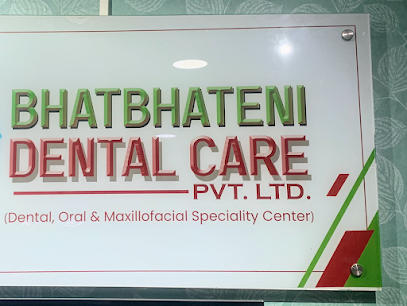 BHATBHATENI
DENTAL CARE
PVT. LTD.
(Dental, Oral & Maxillofacial Speciality Center)